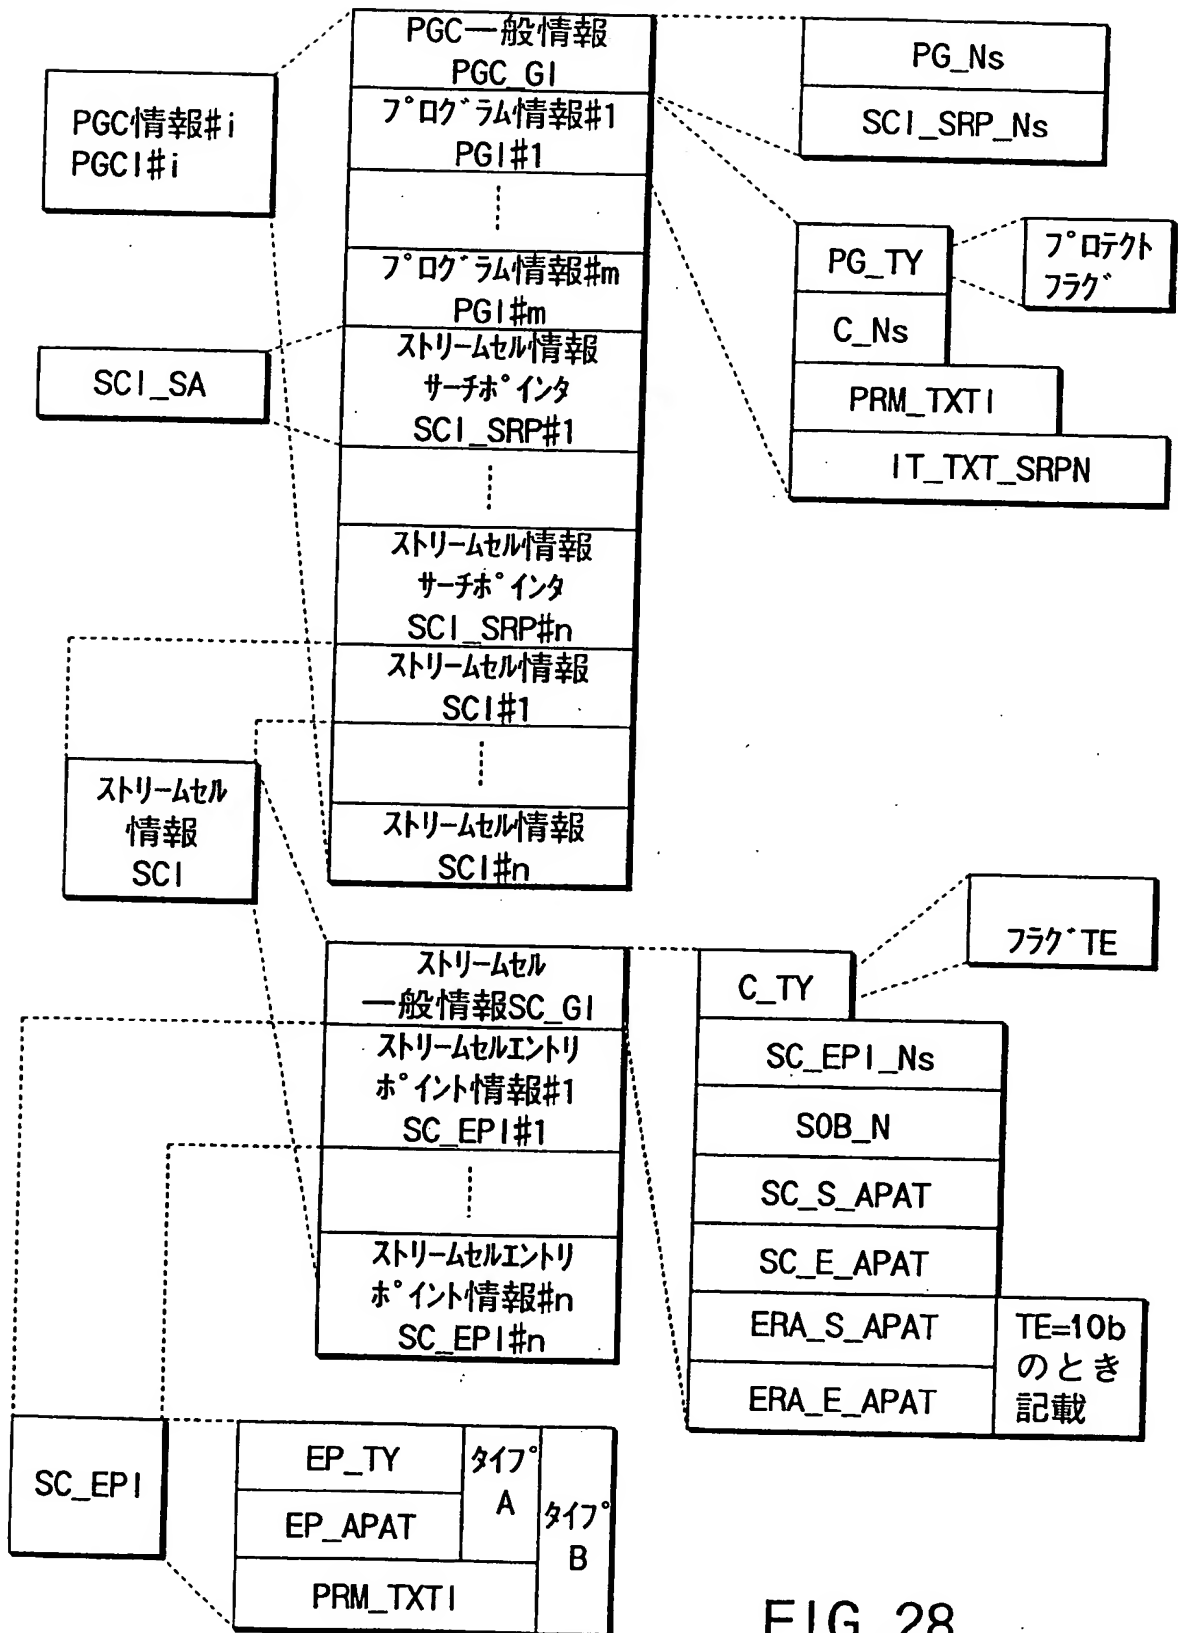 PGC情報#i
PGCI#i
PGC一般情報
PGC_GI
プログラム情報#1
PGI#1
プログラム情報#m
PGI#m
ストリームセル情報
サーチポインタ
SCI_SRP#1
ストリームセル情報
サーチポインタ
SCI_SRP#n
ストリームセル情報
SCI#1
ストリームセル情報
SCI#n
PG_Ns
SCI_SRP_Ns
PG_TY
プロテクト
フラグ
C_Ns
PRM_TXTI
IT_TXT_SRPN
SCI_SA
ストリームセル
情報
SCI
ストリームセル
一般情報SC_GI
ストリームセルエントリ
ポイント情報#1
SC_EPI#1
ストリームセルエントリ
ポイント情報#n
SC_EPI#n
C_TY
フラグTE
SC_EPI_Ns
SOB_N
SC_S_APAT
SC_E_APAT
ERA_S_APAT
ERA_E_APAT
TE=10b
のとき
記載
SC_EPI
EP_TY
EP_APAT
PRM_TXTI
タイプ
A
タイプ
B
FIG. 28